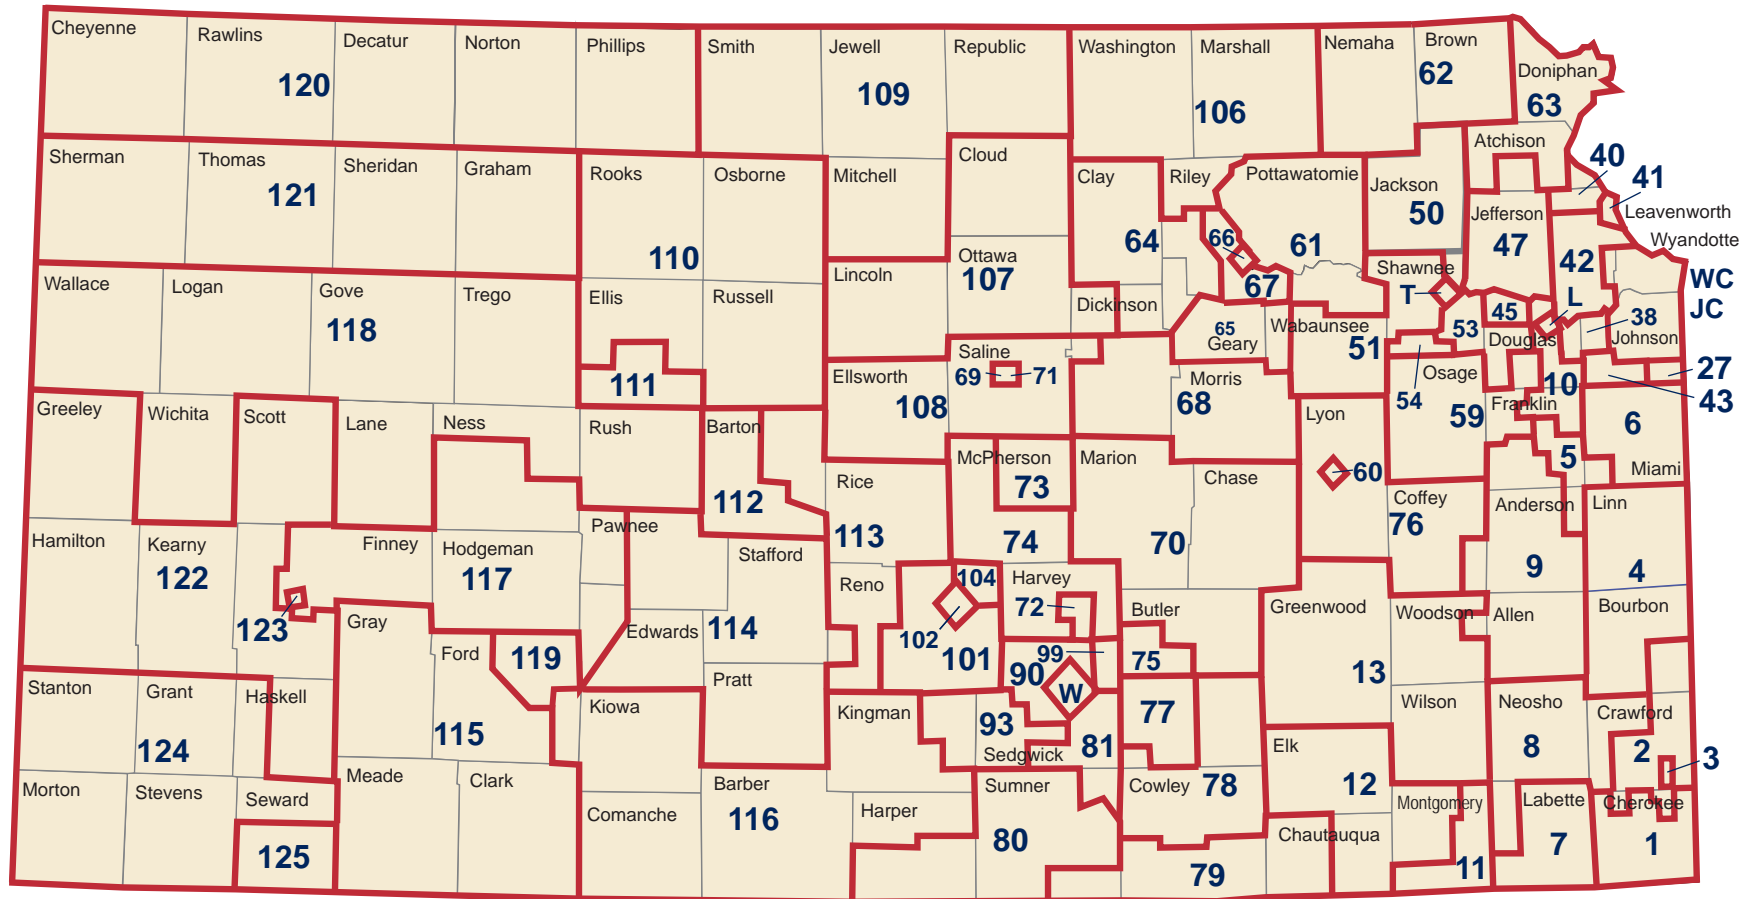 Cheyenne
Rawlins
Decatur
Norton
Phillips
Smith
Jewell
Republic
Washington
Marshall
Nemaha
Brown
Doniphan
120
109
106
62
63
Sherman
Thomas
Sheridan
Graham
Rooks
Osborne
Mitchell
Cloud
Clay
Riley
Pottawatomie
Jackson
Atchison
40
41
121
110
64
66
61
50
Jefferson
47
Leavenworth
Wyandotte
Wallace
Logan
Gove
Trego
Ellis
Russell
Lincoln
Ottawa
107
Dickinson
67
Shawnee
T
42
L
WC
JC
118
65
Geary
Wabaunsee
51
53
45
Douglas
38
Johnson
111
Ellsworth
108
Saline
69
71
Morris
68
54
Osage
59
10
Franklin
27
43
6
Greeley
Wichita
Scott
Lane
Ness
Rush
Barton
112
Rice
113
McPherson
73
74
Marion
Chase
70
Lyon
60
Coffey
76
5
Miami
Anderson
Linn
Hamilton
Kearny
122
Finney
Hodgeman
117
Pawnee
Stafford
Reno
104
Harvey
72
9
4
123
Gray
Ford
119
Edwards
114
102
101
90
99
W
Butler
75
Greenwood
13
Woodson
Allen
Bourbon
Stanton
Grant
Haskell
124
115
Kiowa
Pratt
Kingman
93
Sedgwick
81
77
Elk
Wilson
Neosho
8
Crawford
2
3
Morton
Stevens
Seward
125
Meade
Clark
Comanche
Barber
116
Harper
Sumner
80
Cowley
78
79
12
Chautauqua
Montgomery
11
Labette
7
Cherokee
1